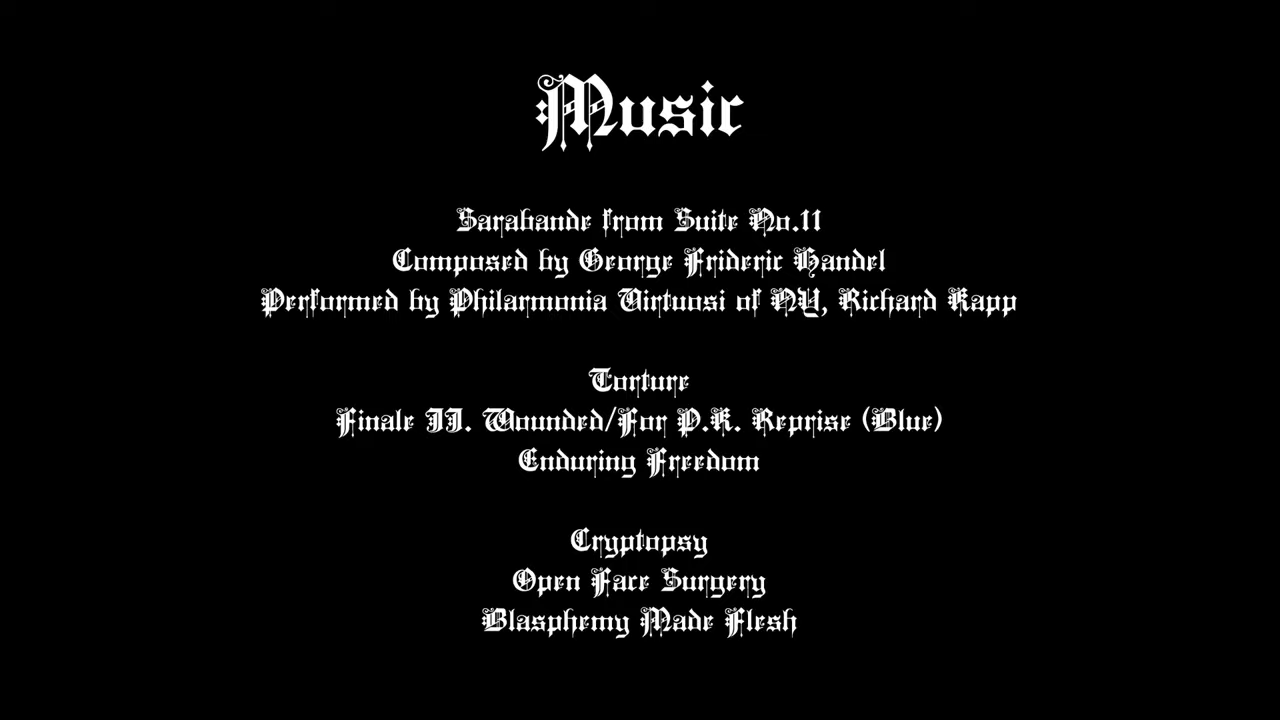 Music
Sarabande from Suite No.11
Composed by George Frideric Handel
Performed by Philarmonia Virtuosi of NY, Richard Kapp
Torture
Finale II. Wounded/For P.K. Reprise (Blue)
Enduring Freedom
Cryptopsy
Open Face Surgery
Blasphemy Made Flesh